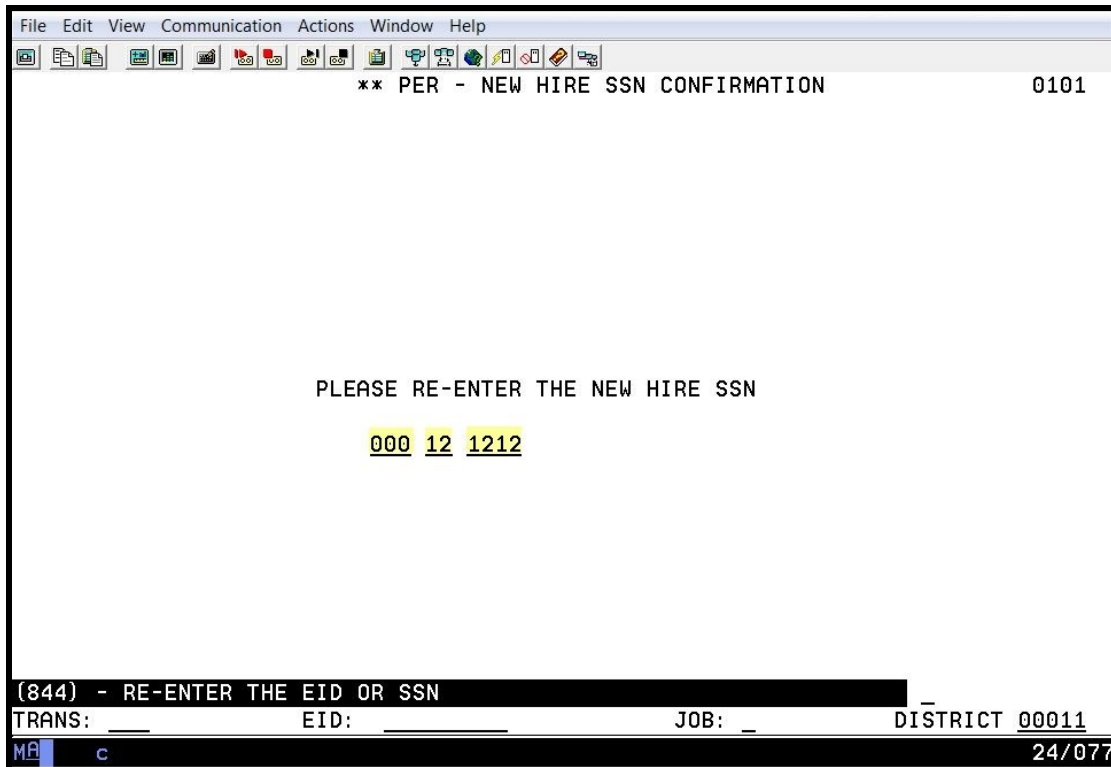 File Edit View Communication Actions Window Help
** PER - NEW HIRE SSN CONFIRMATION 0101
PLEASE RE-ENTER THE NEW HIRE SSN
000 12 1212
(844) - RE-ENTER THE EID OR SSN
TRANS: ___ EID: _________ JOB: _ DISTRICT 00011
MA c 24/077